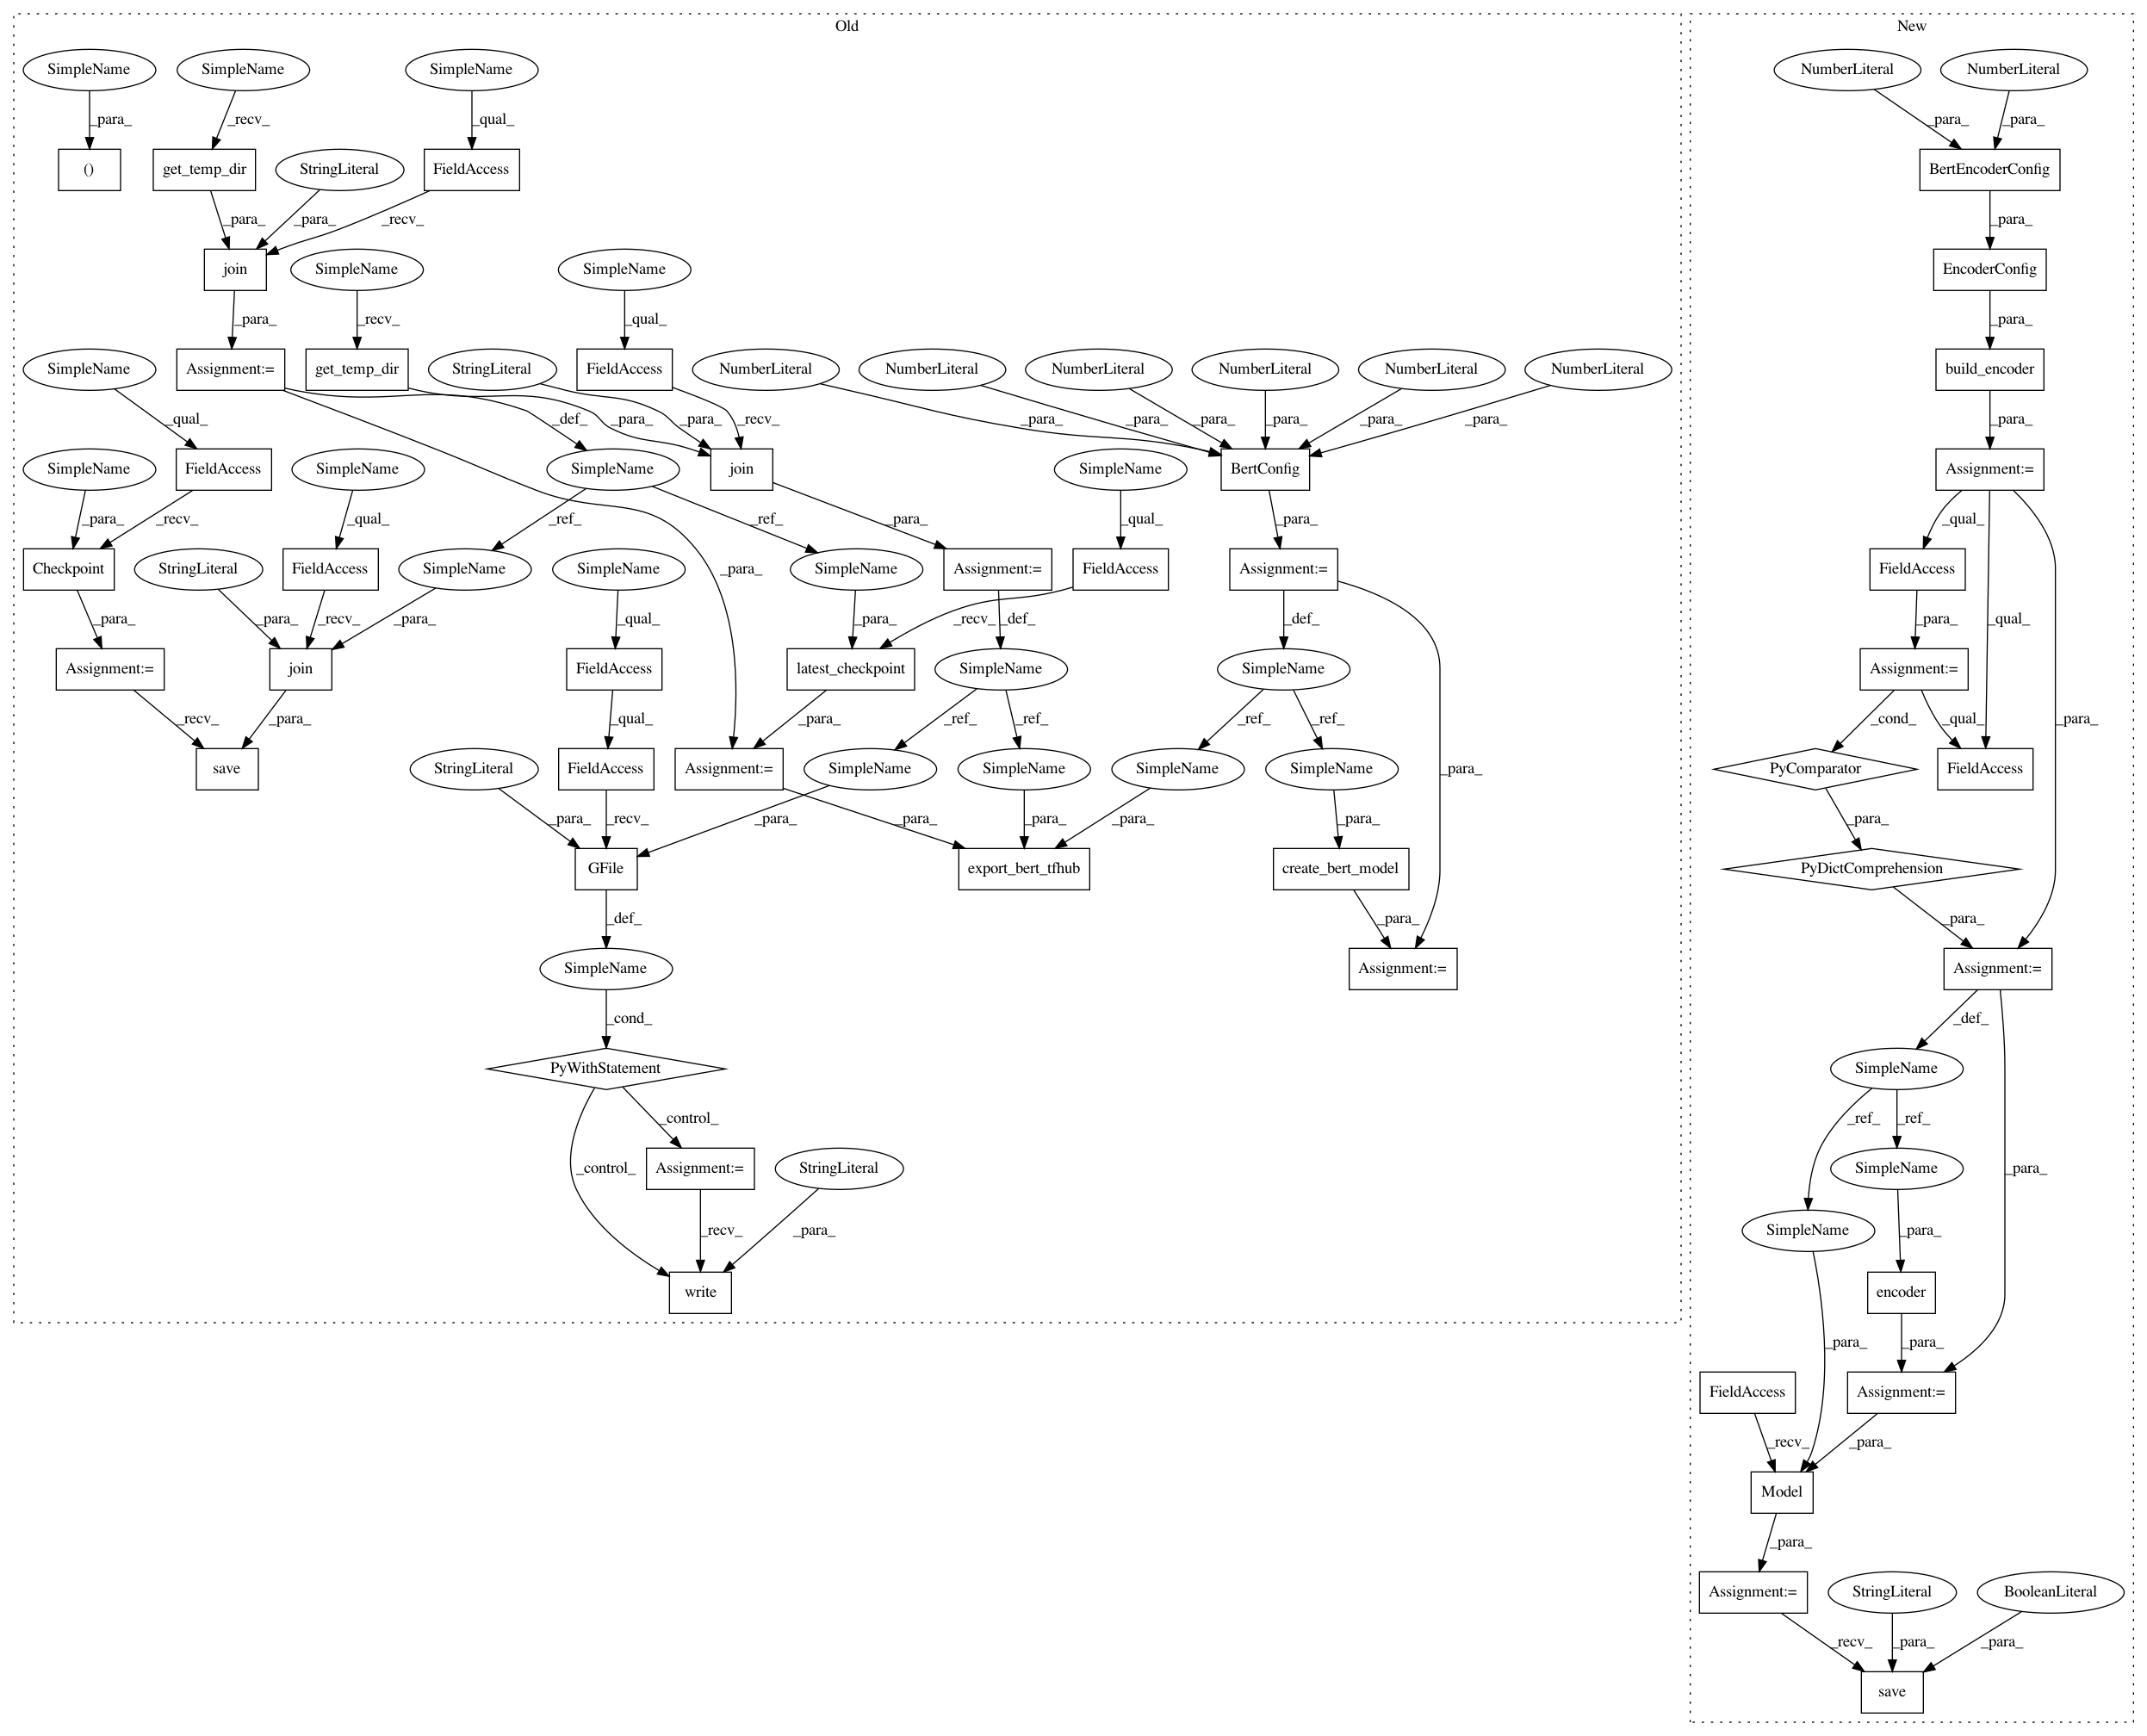 Old
New
SimpleName
SimpleName
SimpleName
NumberLiteral
NumberLiteral
_para_
_recv_
_qual_
_para_
_para_
()
get_temp_dir
StringLiteral
FieldAccess
BertEncoderConfig
_para_
_para_
_recv_
_para_
join
SimpleName
SimpleName
EncoderConfig
_para_
_recv_
_qual_
_para_
SimpleName
Assignment:=
get_temp_dir
StringLiteral
FieldAccess
NumberLiteral
NumberLiteral
NumberLiteral
NumberLiteral
NumberLiteral
NumberLiteral
build_encoder
_qual_
_def_
_para_
_para_
_recv_
_para_
_para_
_para_
_para_
_para_
_para_
_para_
SimpleName
FieldAccess
SimpleName
SimpleName
join
SimpleName
BertConfig
Assignment:=
_para_
_recv_
_qual_
_ref_
_ref_
_para_
_qual_
_para_
_qual_
Checkpoint
StringLiteral
FieldAccess
SimpleName
SimpleName
SimpleName
Assignment:=
FieldAccess
Assignment:=
FieldAccess
_para_
_para_
_recv_
_para_
_qual_
_para_
_para_
_def_
_recv_
_def_
_para_
_qual_
Assignment:=
join
FieldAccess
latest_checkpoint
SimpleName
SimpleName
Assignment:=
_recv_
_para_
_qual_
_para_
_ref_
_ref_
_ref_
_ref_
_cond_
_qual_
_para_
save
StringLiteral
FieldAccess
Assignment:=
SimpleName
SimpleName
SimpleName
SimpleName
_para_
PyComparator
FieldAccess
_para_
_recv_
_para_
_para_
_para_
_para_
_para_
_para_
GFile
export_bert_tfhub
create_bert_model
PyDictComprehension
_def_
_para_
_para_
SimpleName
Assignment:=
Assignment:=
_cond_
_def_
PyWithStatement
SimpleName
_control_
_ref_
_ref_
_control_
Assignment:=
StringLiteral
SimpleName
_para_
_recv_
_para_
SimpleName
_para_
write
encoder
_para_
_para_
FieldAccess
Assignment:=
_recv_
_para_
Model
_para_
Assignment:=
StringLiteral
BooleanLiteral
_recv_
_para_
_para_
save